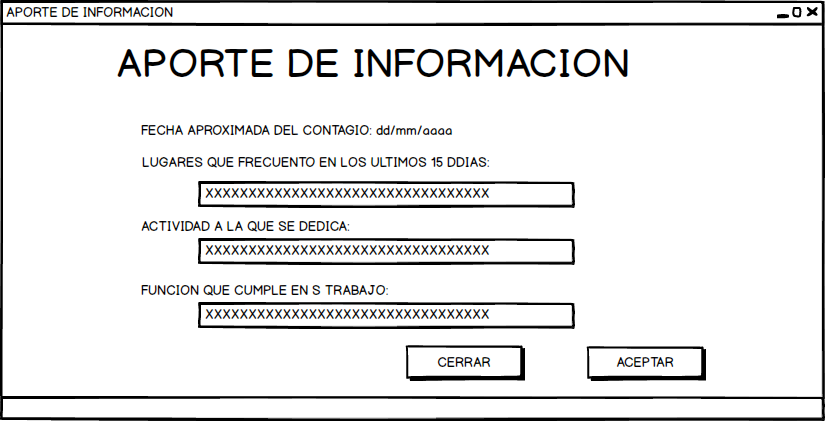 APORTE DE INFORMACION
APORTE DE INFORMACION
FECHA APROXIMADA DEL CONTAGIO: dd/mm/aaaa
LUGARES QUE FRECUENTO EN LOS ULTIMOS 15 DDIAS:
XXXXXXXXXXXXXXXXXXXXXXXXXXXXXXXXX
ACTIVIDAD A LA QUE SE DEDICA:
XXXXXXXXXXXXXXXXXXXXXXXXXXXXXXXXX
FUNCION QUE CUMPLE EN S TRABAJO:
XXXXXXXXXXXXXXXXXXXXXXXXXXXXXXXXX
CERRAR ACEPTAR